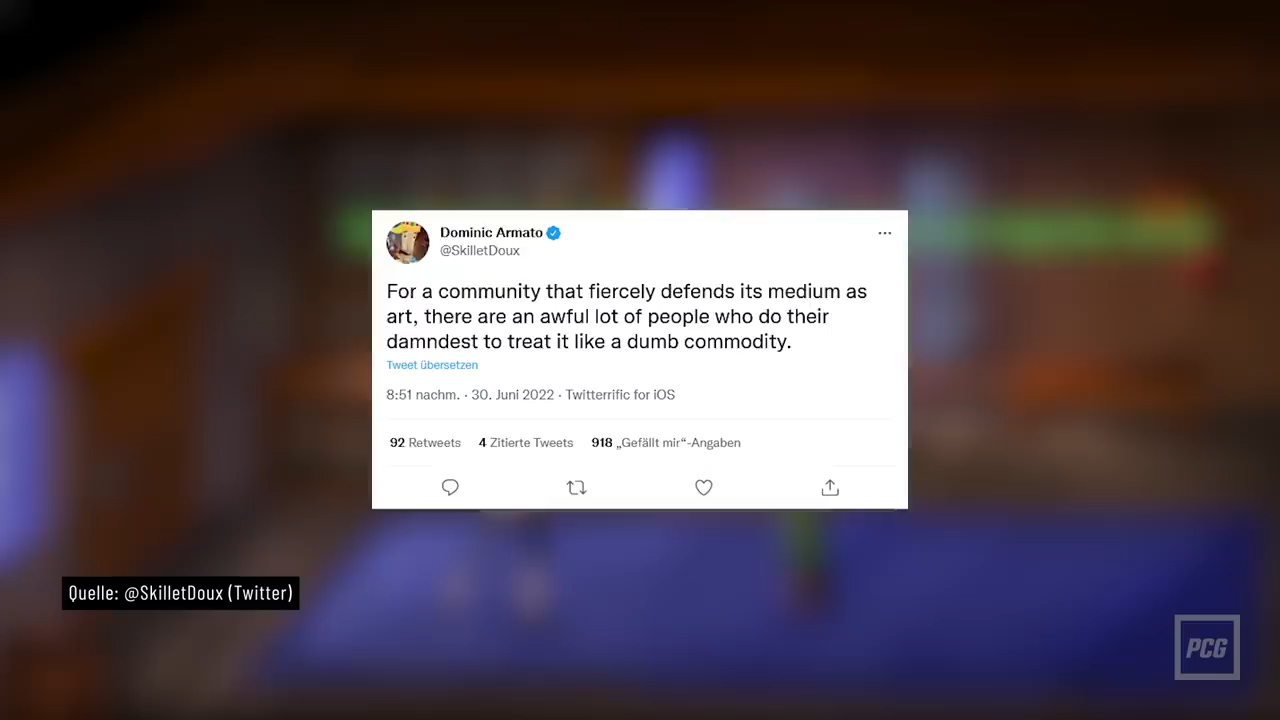 Dominic Armato
@SkilletDoux
For a community that fiercely defends its medium as
art, there are an awful lot of people who do their
damndest to treat it like a dumb commodity.
Tweet übersetzen
8:51 nachm. · 30. Juni 2022 · Twitterrific for iOS
92 Retweets 4 Zitierte Tweets 918 „Gefällt mir“-Angaben
Quelle: @SkilletDoux (Twitter)
PCG